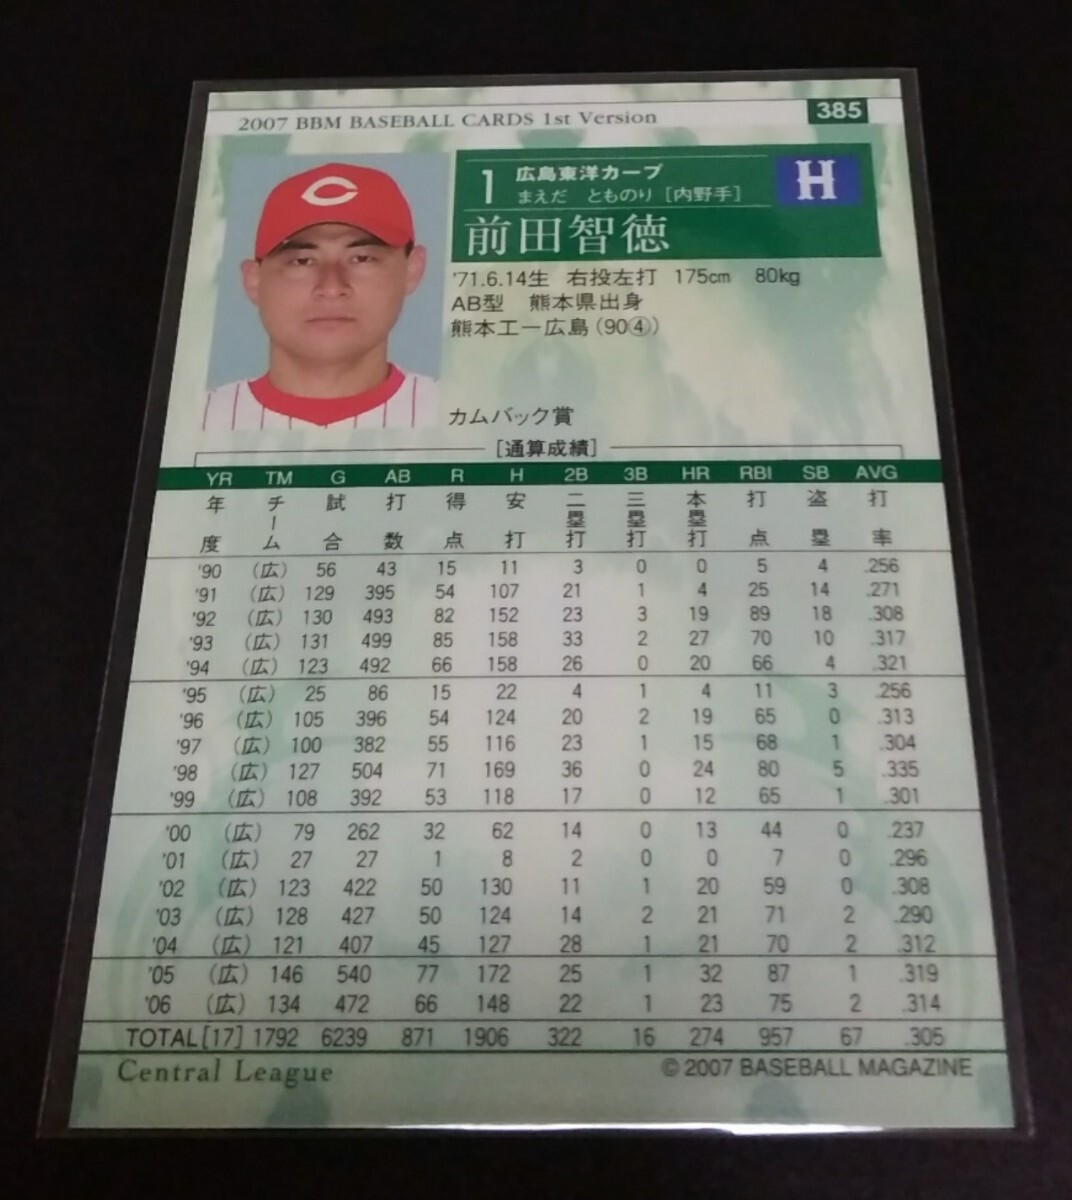 2007 BBM BASEBALL CARDS 1st Version
385
C
1
広島東洋カープ
まえだ とものり [内野手]
前田智徳
H
'71.6.14生 右投左打 175cm 80kg
AB型 熊本県出身
熊本工ー広島(90④)
カムバック賞
[通算成績]
YR TM G AB R H 2B 3B HR RBI SB AVG
年度 チーム 試合 打数 得点 安打 二塁打 三塁打 本塁打 打点 盗塁 打率
'90 (広) 56 43 15 11 3 0 0 5 4 .256
'91 (広) 129 395 54 107 21 1 4 25 14 .271
'92 (広) 130 493 82 152 23 3 19 89 18 .308
'93 (広) 131 499 85 158 33 2 27 70 10 .317
'94 (広) 123 492 66 158 26 0 20 66 4 .321
'95 (広) 25 86 15 22 4 1 4 11 3 .256
'96 (広) 105 396 54 124 20 2 19 65 0 .313
'97 (広) 100 382 55 116 23 1 15 68 1 .304
'98 (広) 127 504 71 169 36 0 24 80 5 .335
'99 (広) 108 392 53 118 17 0 12 65 1 .301
'00 (広) 79 262 32 62 14 0 13 44 0 .237
'01 (広) 27 27 1 8 2 0 0 7 0 .296
'02 (広) 123 422 50 130 11 1 20 59 0 .308
'03 (広) 128 427 50 124 14 2 21 71 2 .290
'04 (広) 121 407 45 127 28 1 21 70 2 .312
'05 (広) 146 540 77 172 25 1 32 87 1 .319
'06 (広) 134 472 66 148 22 1 23 75 2 .314
TOTAL[17] 1792 6239 871 1906 322 16 274 957 67 .305
Central League
© 2007 BASEBALL MAGAZINE